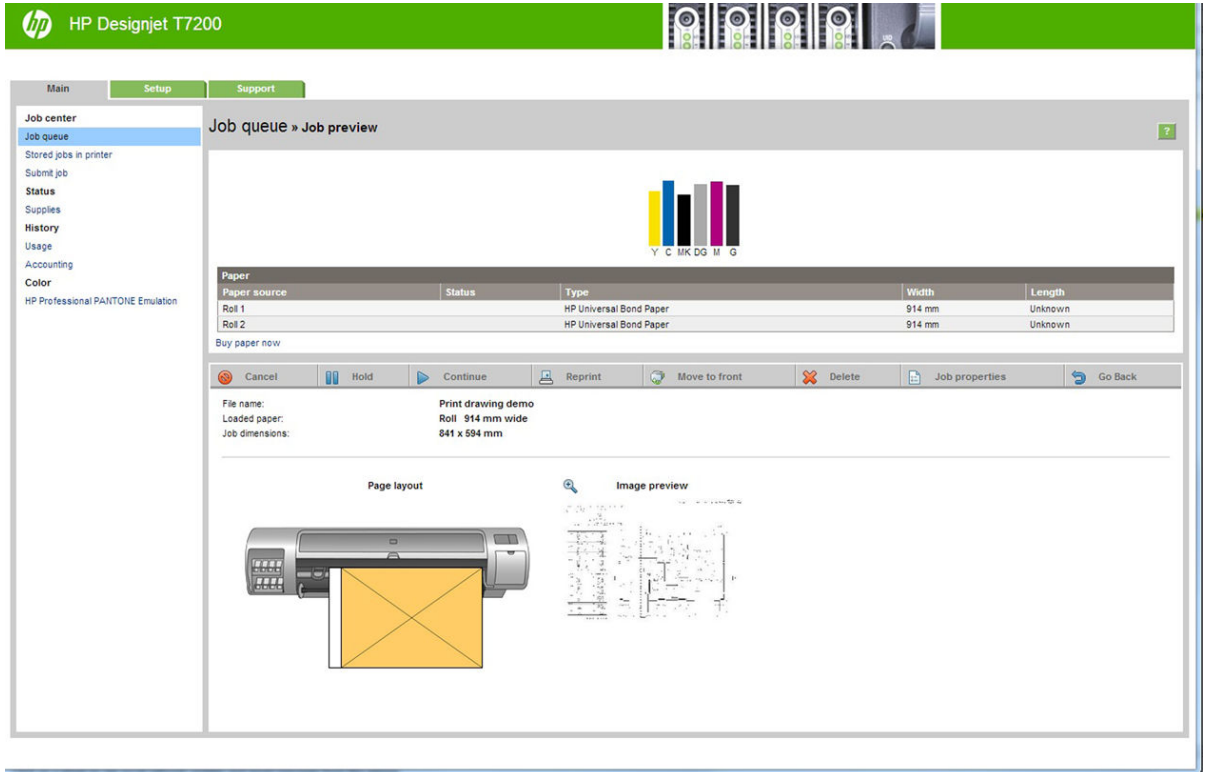 hp HP Designjet T7200
Main Setup Support
Job center
Job queue
Stored jobs in printer
Submit job
Status
Supplies
History
Usage
Accounting
Color
HP Professional PANTONE Emulation
Job queue » Job preview
?
Y C MK DG M G
Paper
Paper source Status Type Width Length
Roll 1 HP Universal Bond Paper 914 mm Unknown
Roll 2 HP Universal Bond Paper 914 mm Unknown
Buy paper now
Cancel Hold Continue Reprint Move to front Delete Job properties Go Back
File name: Print drawing demo
Loaded paper: Roll 914 mm wide
Job dimensions: 841 x 594 mm
Page layout Image preview